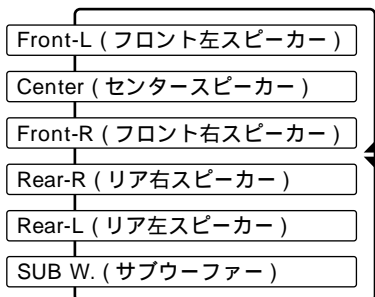 Front-L ( フロント左スピーカー )
Center ( センタースピーカー )
Front-R ( フロント右スピーカー )
Rear-R ( リア右スピーカー )
Rear-L ( リア左スピーカー )
SUB W. ( サブウーファー )